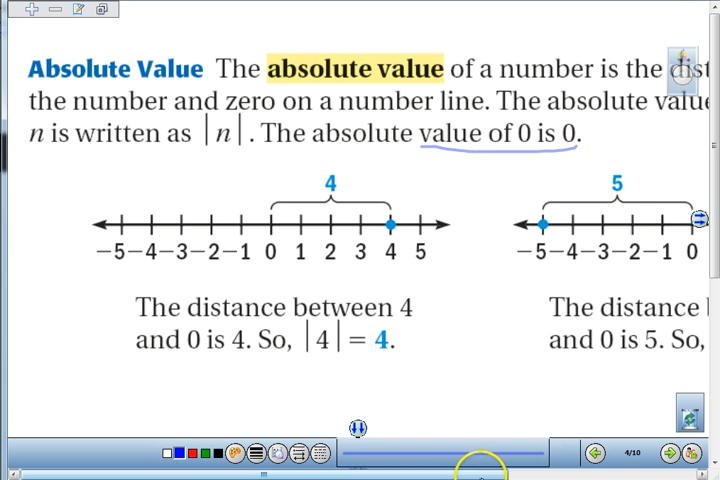 Absolute Value The absolute value of a number is the
the number and zero on a number line. The absolute value
n is written as |n|. The absolute value of 0 is 0.
4
5
−5 −4 −3 −2 −1 0 1 2 3 4 5
−5 −4 −3 −2 −1 0
The distance between 4
and 0 is 4. So, |4| = 4.
The distance
and 0 is 5. So,
4/10